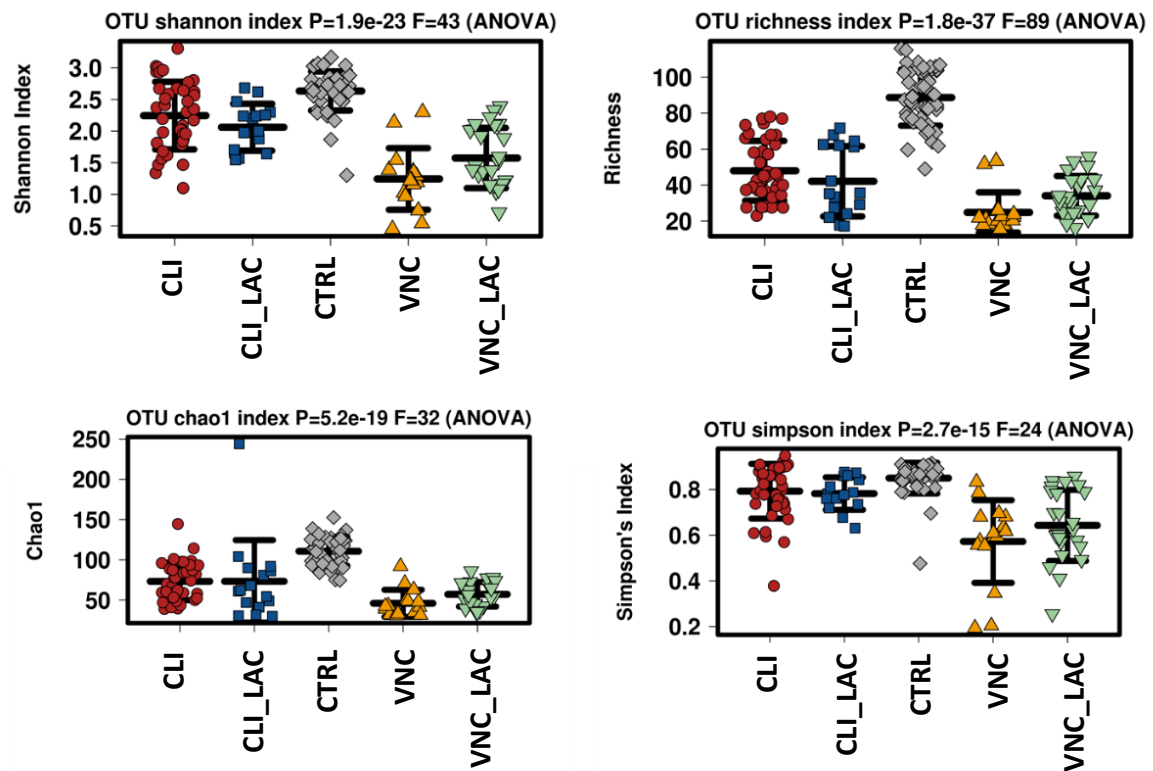 OTU shannon index P=1.9e-23 F=43 (ANOVA)
Shannon Index
3.0
2.5
2.0
1.5
1.0
0.5
CLI
CLI_LAC
CTRL
VNC
VNC_LAC
OTU richness index P=1.8e-37 F=89 (ANOVA)
Richness
100
80
60
40
20
CLI
CLI_LAC
CTRL
VNC
VNC_LAC
OTU chao1 index P=5.2e-19 F=32 (ANOVA)
Chao1
250
200
150
100
50
CLI
CLI_LAC
CTRL
VNC
VNC_LAC
OTU simpson index P=2.7e-15 F=24 (ANOVA)
Simpson's Index
0.8
0.6
0.4
0.2
CLI
CLI_LAC
CTRL
VNC
VNC_LAC